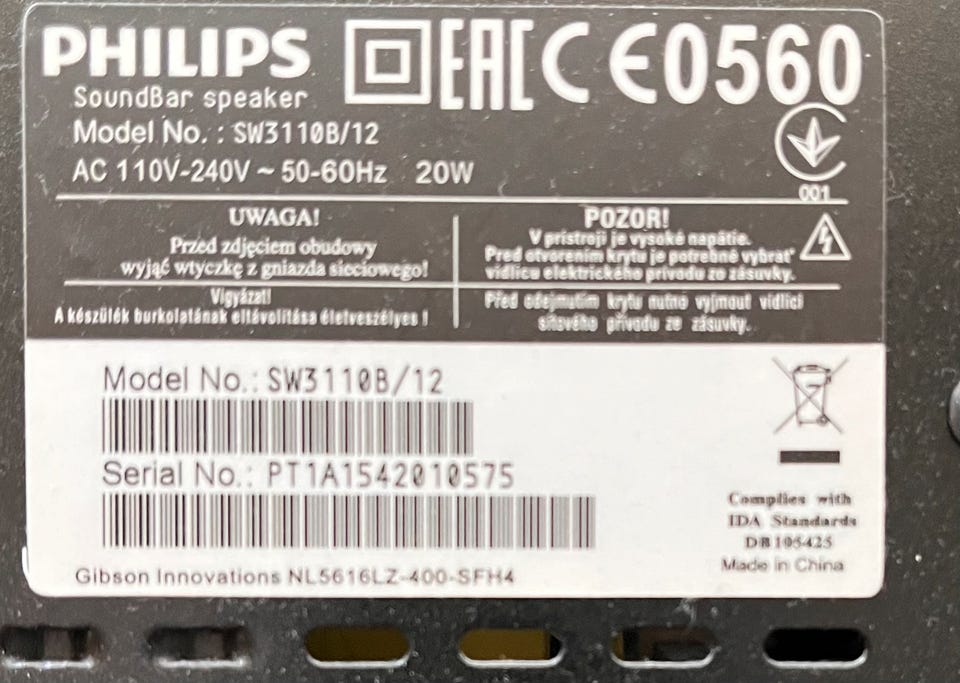 PHILIPS
EAC CE0560
SoundBar speaker
Model No. : SW3110B/12
AC 110V-240V ~ 50-60Hz 20W
001
UWAGA!
Przed zdjęciem obudowy
wyjąć wtyczkę z gniazda sieciowego!
POZOR!
V prístroji je vysoké napätie.
Pred otvorením krytu je potrebné vybrať
vidlicu elektrického prívodu zo zásuvky.
Vigyázat!
A készülék burkolatának eltávolítása életveszélyes !
Před odejmutím krytu nutno vyjmout vidlici
síťového přívodu ze zásuvky.
Model No.: SW3110B/12
Serial No.: PT1A1542010575
Gibson Innovations NL5616LZ-400-SFH4
Complies with
IDA Standards
DB105425
Made in China